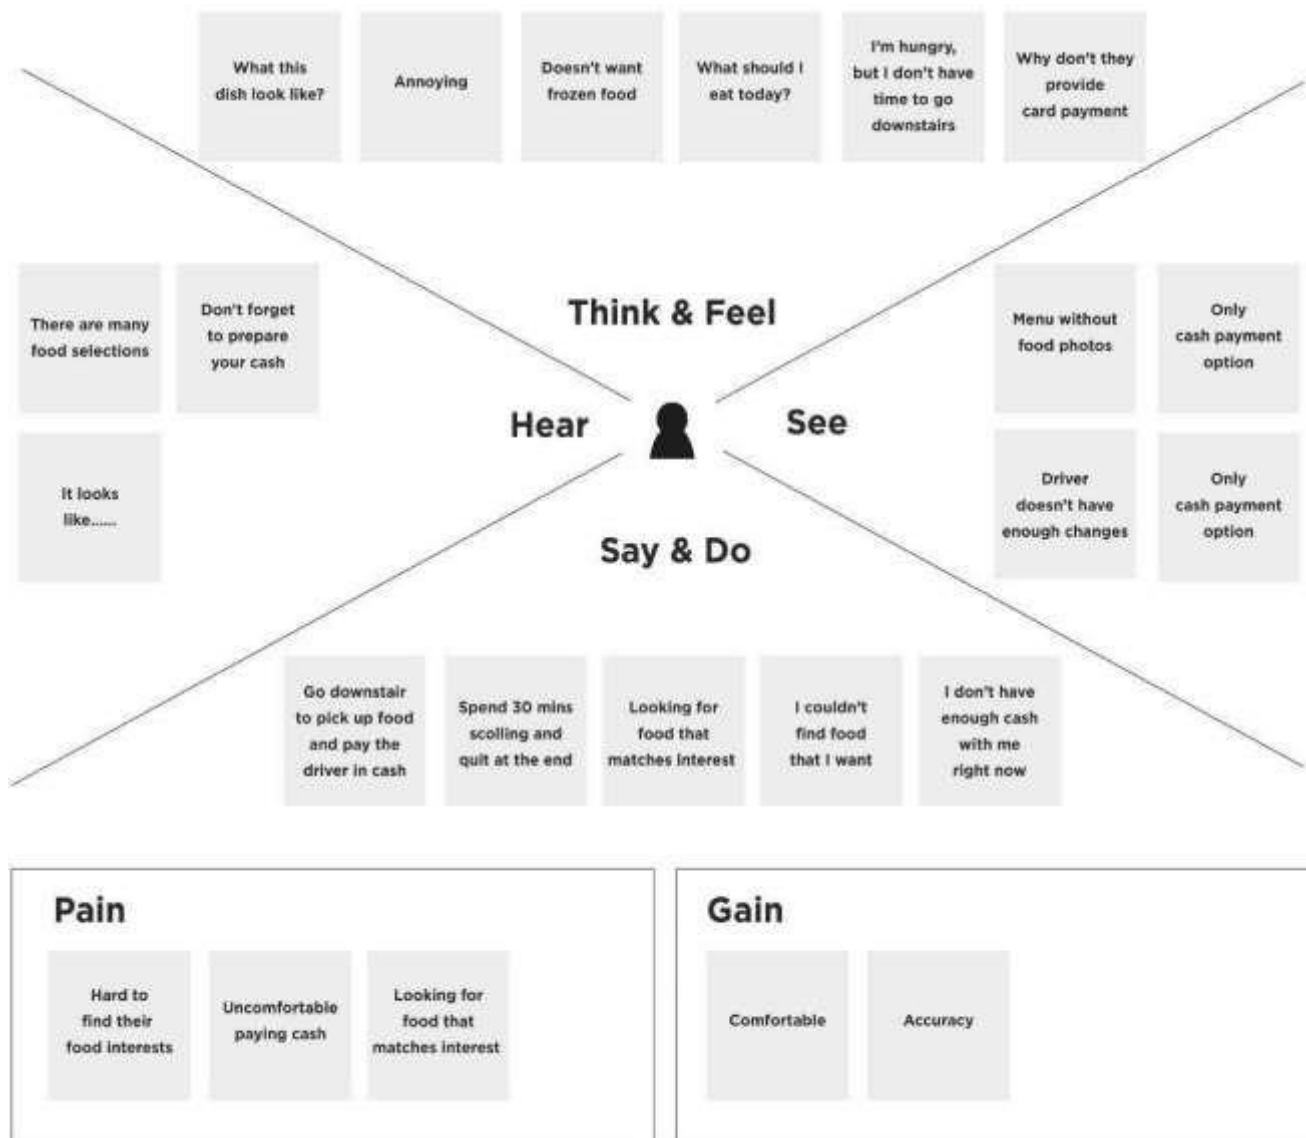 What this
dish look like?
Annoying
Doesn't want
frozen food
What should I
eat today?
I'm hungry,
but I don't have
time to go
downstairs
Why don't they
provide
card payment
Think & Feel
There are many
food selections
Don't forget
to prepare
your cash
It looks
like......
Hear
See
Menu without
food photos
Only
cash payment
option
Driver
doesn't have
enough changes
Only
cash payment
option
Say & Do
Go downstair
to pick up food
and pay the
driver in cash
Spend 30 mins
scolling and
quit at the end
Looking for
food that
matches interest
I couldn't
find food
that I want
I don't have
enough cash
with me
right now
Pain
Hard to
find their
food interests
Uncomfortable
paying cash
Looking for
food that
matches interest
Gain
Comfortable
Accuracy